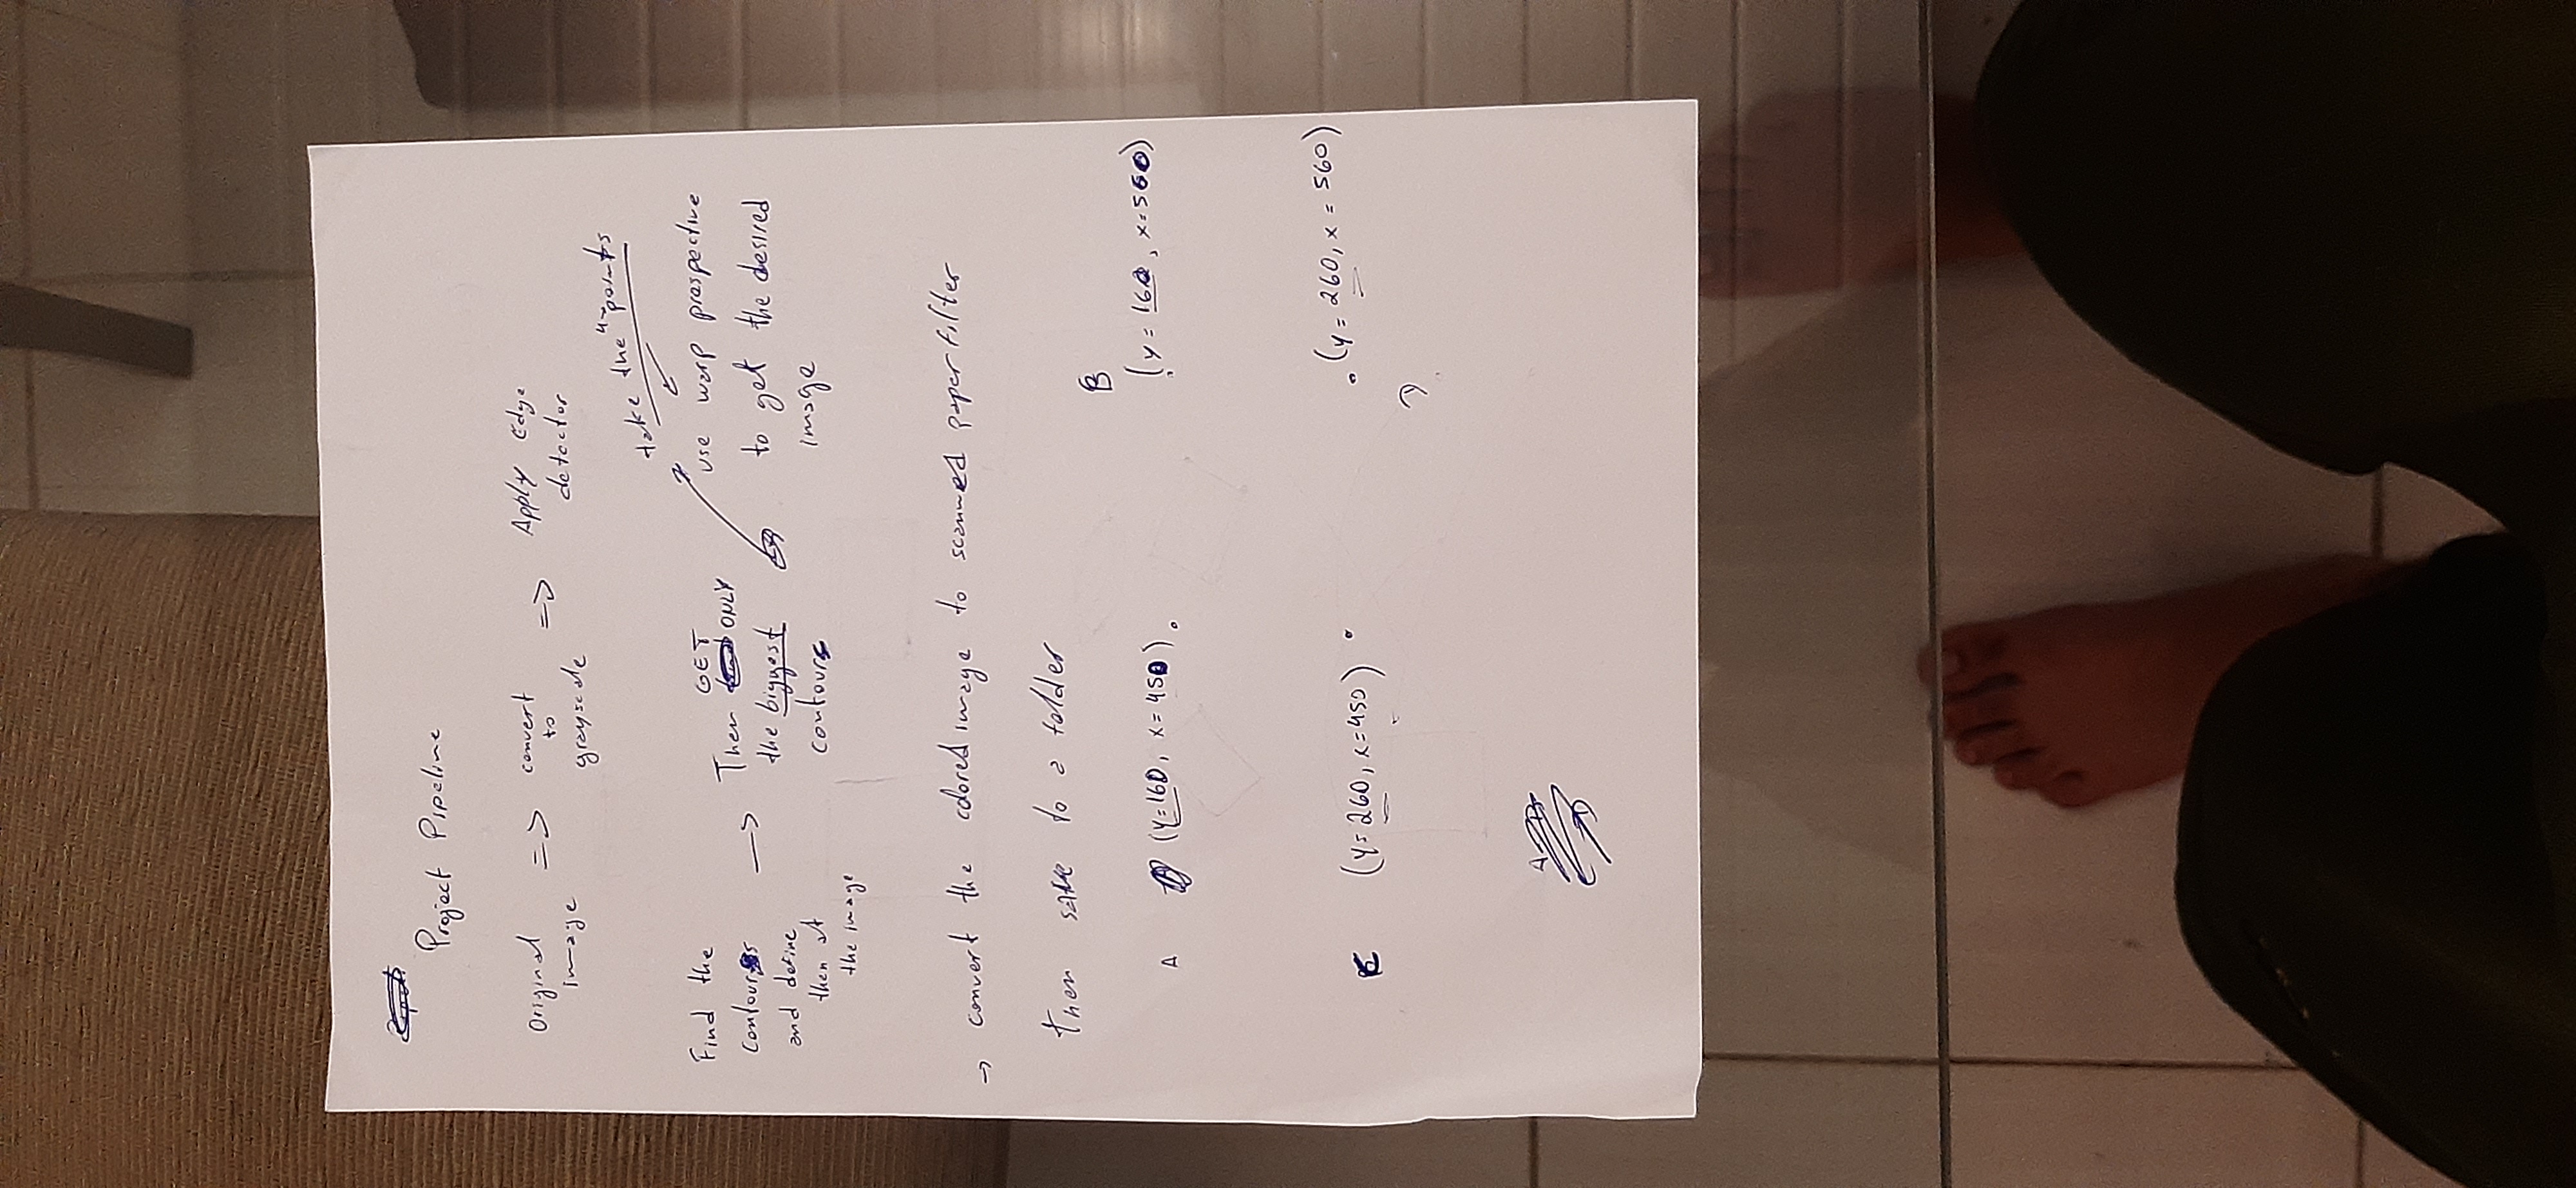 Project Pipeline
Original image => convert to grayscale => Apply Edge detector
take the 4 points
Find the contours and define then at the image -> Then GET ONLY the biggest contours
use warp prespective to get the desired image
-> convert the colored image to scanned paper filter
Then save to a folder
A (y=160, x=450) .
B (y=160, x=560)
C (y=260, x=450) .
. (y=260, x=560)
D